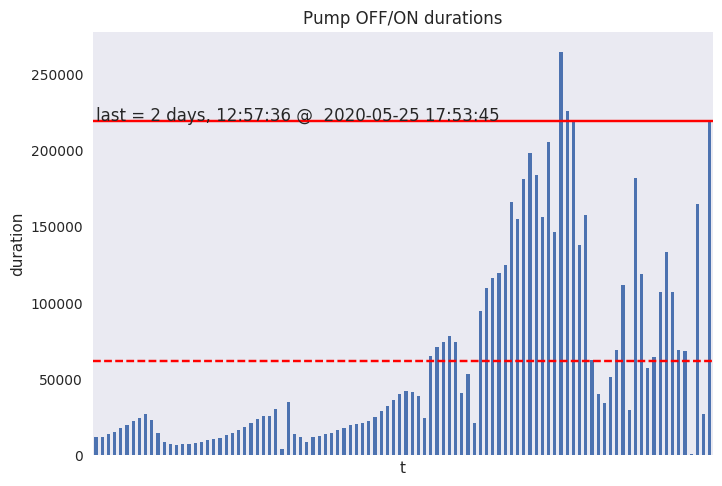 Pump OFF/ON durations
250000
200000
150000
100000
50000
0
duration
last = 2 days, 12:57:36 @  2020-05-25 17:53:45
t